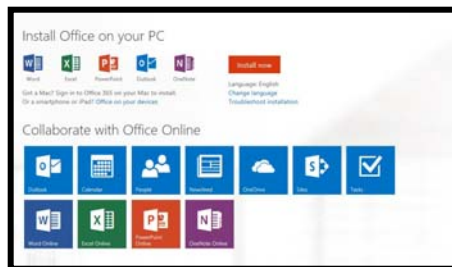 Install Office on your PC
Word Excel PowerPoint Outlook OneNote
Install now
Got a Mac? Sign in to Office 365 on your Mac to install.
Or a smartphone or iPad? Office on your devices
Language: English
Change language
Troubleshoot installation
Collaborate with Office Online
Outlook Calendar People Newsfeed OneDrive Sites Tasks
Word Online Excel Online PowerPoint Online OneNote Online